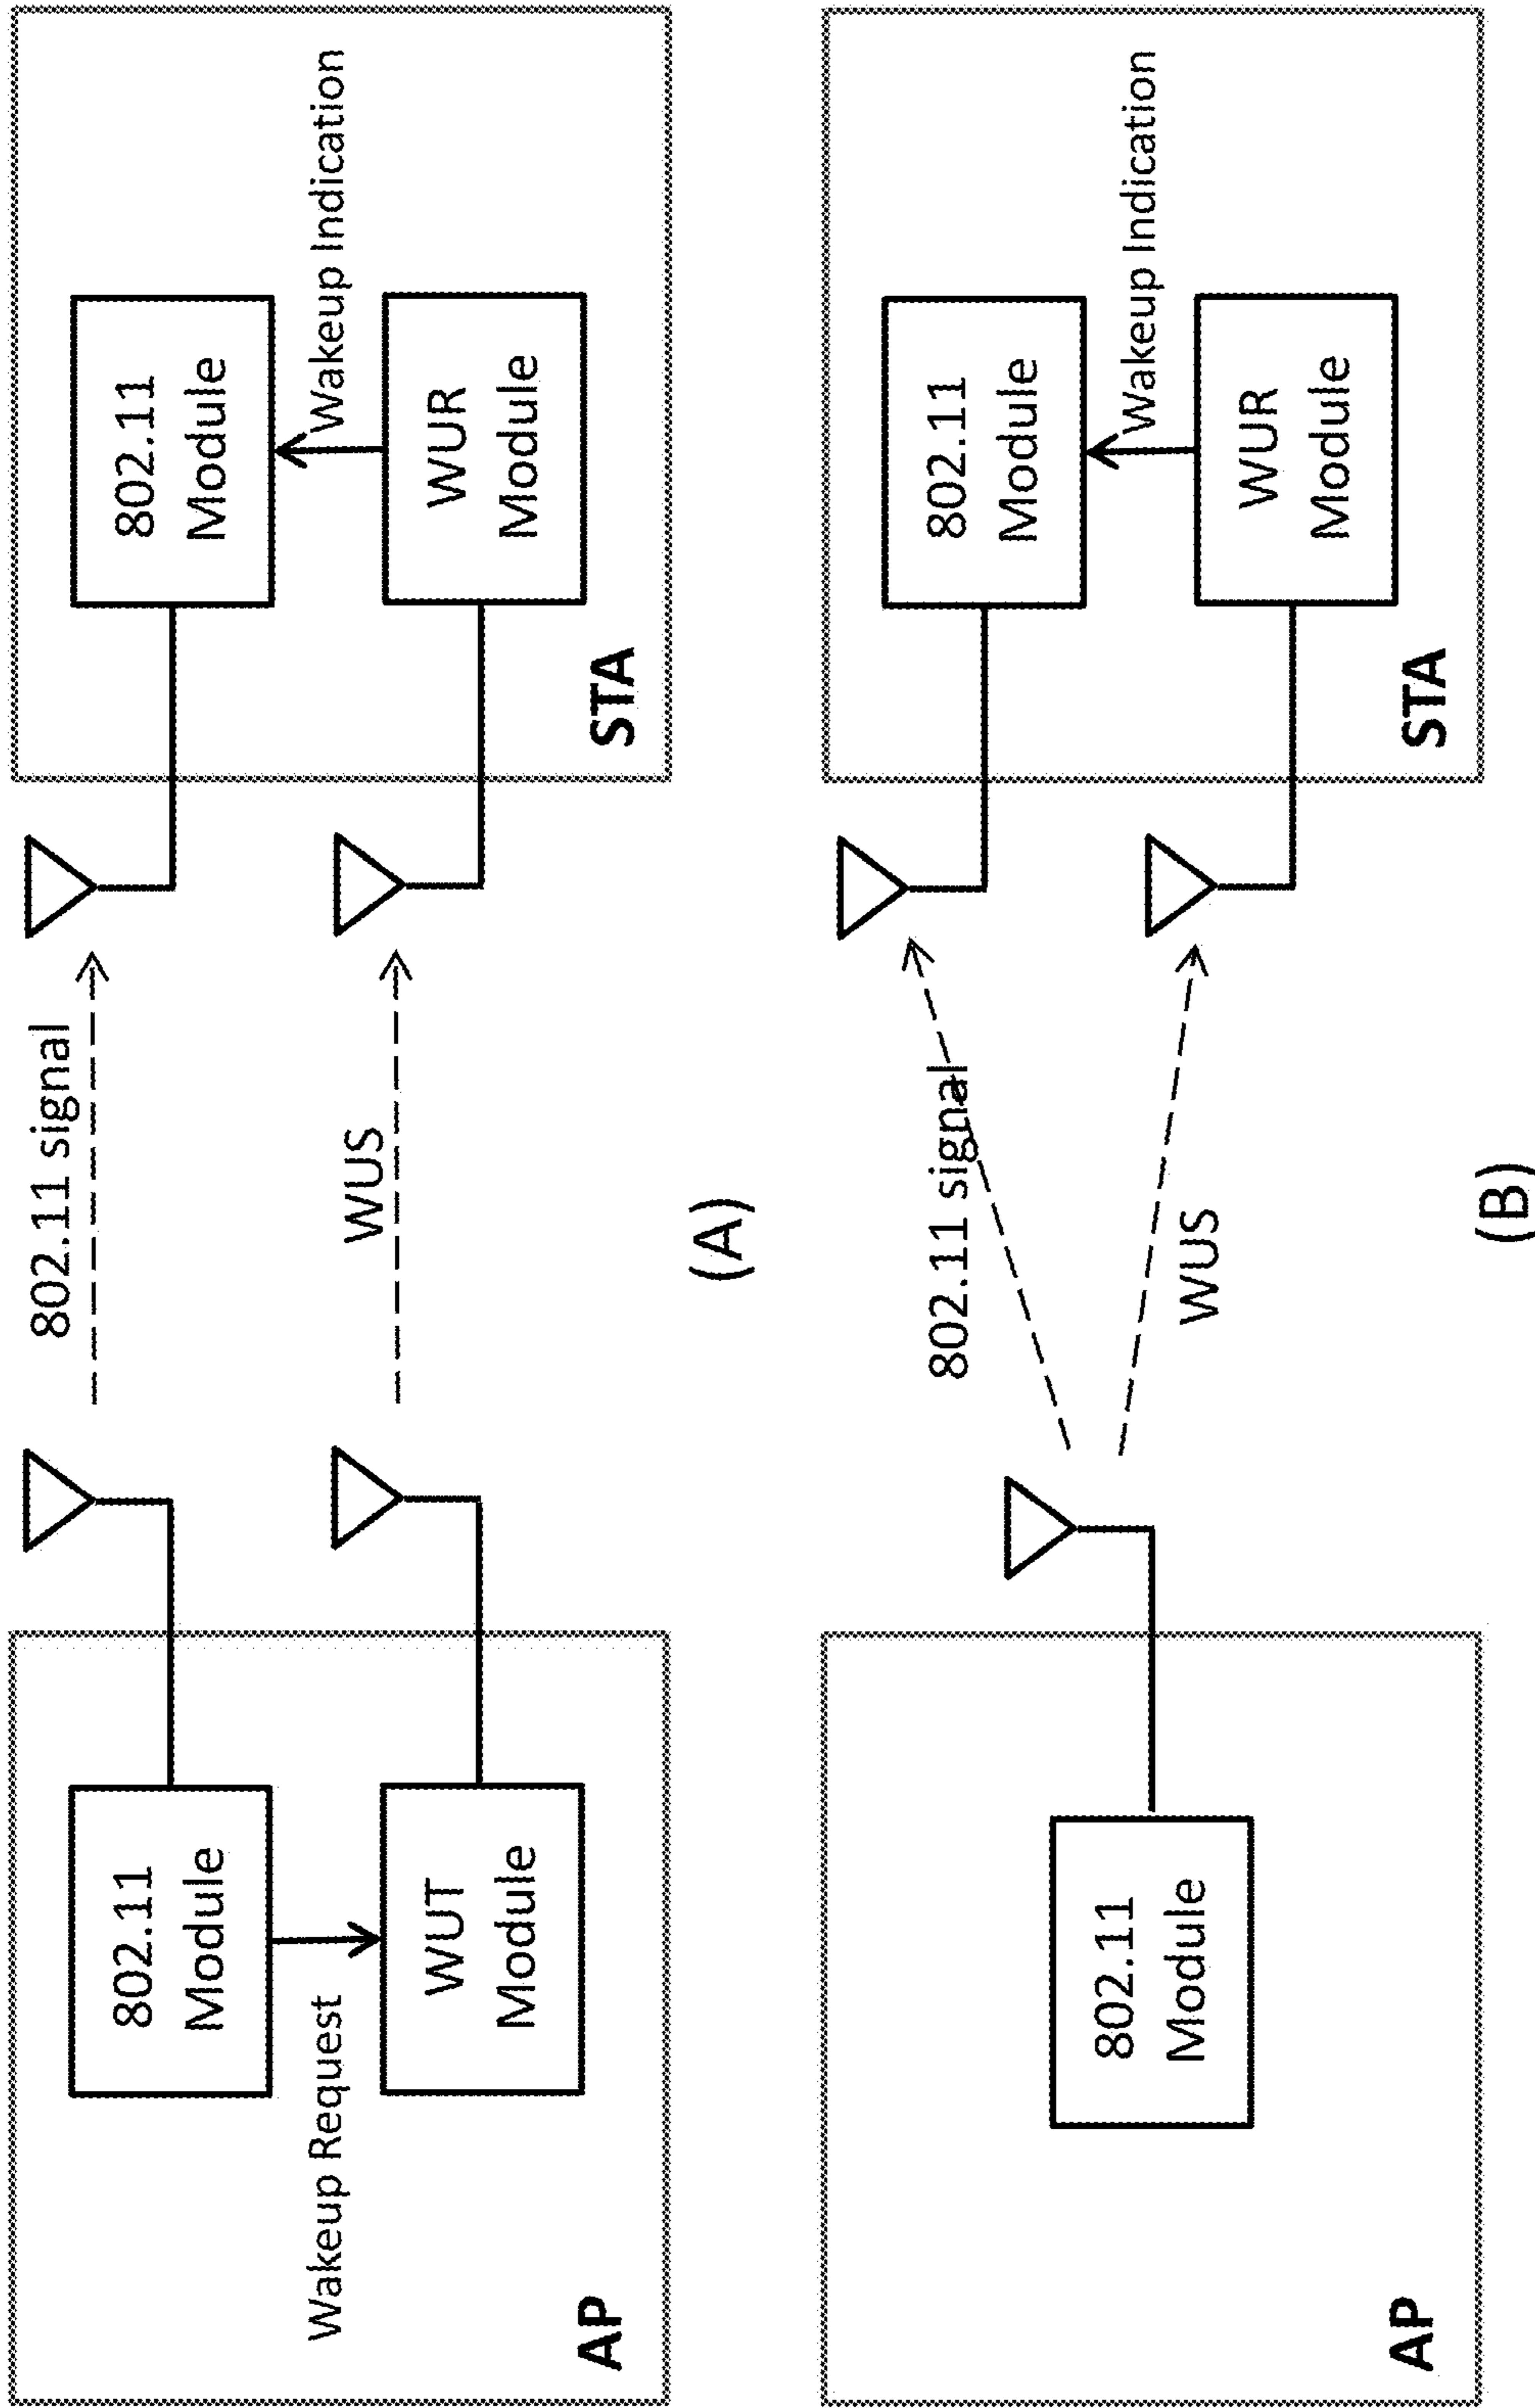 802.11 signal
802.11
Module
802.11
Module
Wakeup Request
WUS
Wakeup Indication
WUT
Module
WUR
Module
AP
STA
(A)
802.11 signal
802.11
Module
802.11
Module
Wakeup Indication
WUS
WUR
Module
AP
STA
(B)